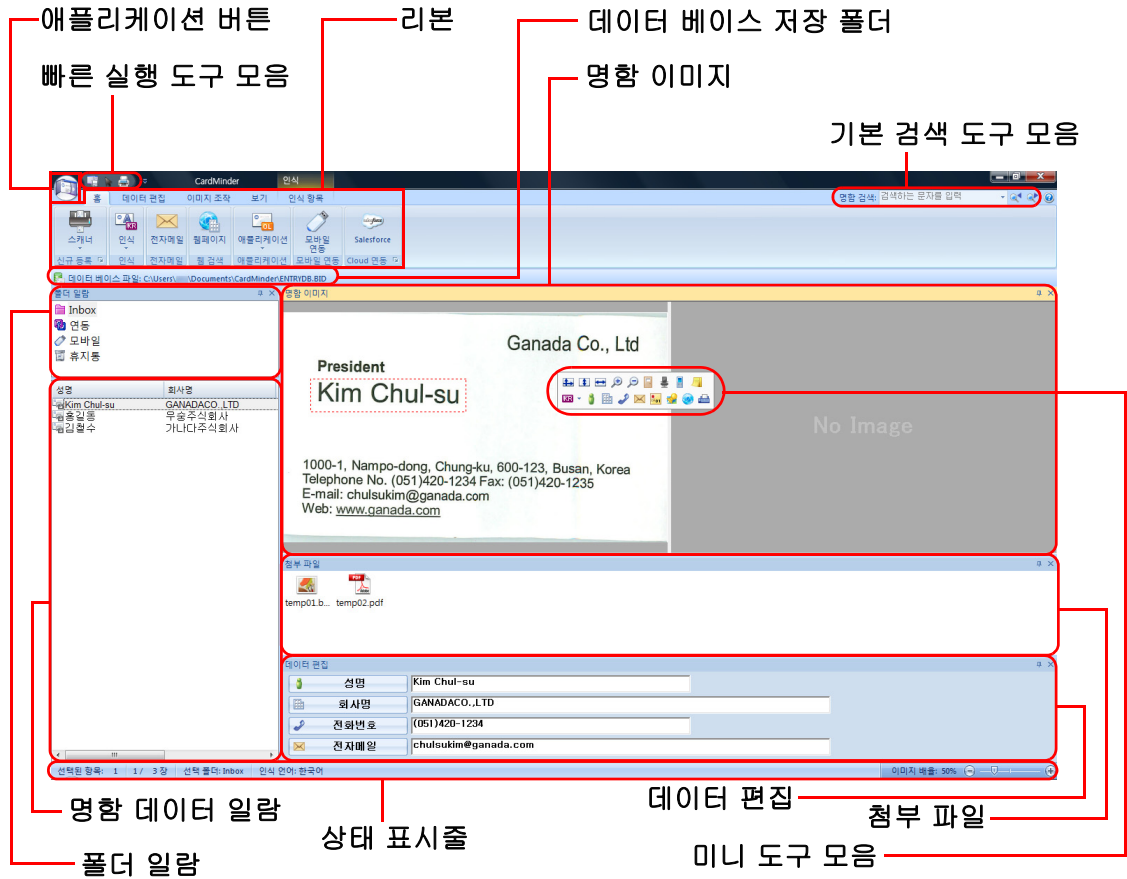 애플리케이션 버튼
리본
데이터 베이스 저장 폴더
빠른 실행 도구 모음
명함 이미지
기본 검색 도구 모음
CardMinder
인식
홈
데이터 편집
이미지 조작
보기
인식 항목
명함 검색:
검색하는 문자를 입력
스캐너
인식
전자메일
웹페이지
애플리케이션
모바일
연동
Salesforce
신규 등록
인식
전자메일
웹 검색
애플리케이션
모바일 연동
Cloud 연동
데이터 베이스 파일: C:\Users\ \Documents\CardMinder\ENTRYDB.BID
폴더 일람
명함 이미지
Inbox
연동
모바일
휴지통
Ganada Co., Ltd
President
Kim Chul-su
KR
No Image
1000-1, Nampo-dong, Chung-ku, 600-123, Busan, Korea
Telephone No. (051)420-1234 Fax: (051)420-1235
E-mail: chulsukim@ganada.com
Web: www.ganada.com
성명
회사명
Kim Chul-su
GANADACO.,LTD
홍길동
우숭주식회사
김철수
가나다주식회사
첨부 파일
temp01.b...
temp02.pdf
데이터 편집
성명
Kim Chul-su
회사명
GANADACO.,LTD
전화번호
(051)420-1234
전자메일
chulsukim@ganada.com
선택된 항목: 1
1 / 3 장
선택 폴더: Inbox
인식 언어: 한국어
이미지 배율: 50%
명함 데이터 일람
상태 표시줄
데이터 편집
첨부 파일
폴더 일람
미니 도구 모음